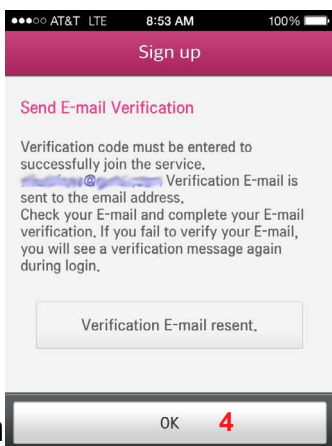 AT&T LTE 8:53 AM 100%
Sign up
Send E-mail Verification
Verification code must be entered to
successfully join the service.
Verification E-mail is
sent to the email address.
Check your E-mail and complete your E-mail
verification. If you fail to verify your E-mail,
you will see a verification message again
during login.
Verification E-mail resent.
OK 4